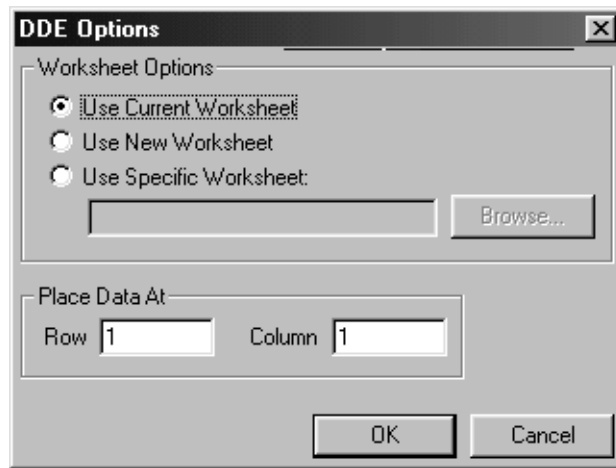 DDE Options
Worksheet Options
Use Current Worksheet
Use New Worksheet
Use Specific Worksheet:
Browse...
Place Data At
Row 1 Column 1
OK Cancel